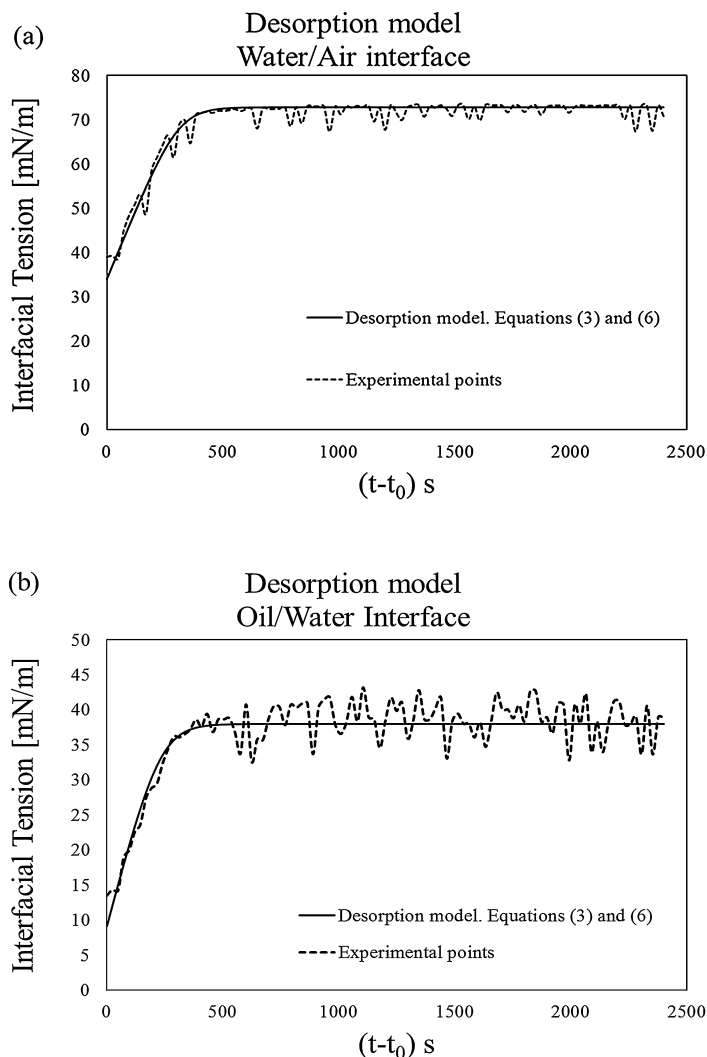 (a)
Desorption model
Water/Air interface
Interfacial Tension [mN/m]
80
70
60
50
40
30
20
10
0
Desorption model. Equations (3) and (6)
Experimental points
0 500 1000 1500 2000 2500
(t-t0) s
(b)
Desorption model
Oil/Water Interface
Interfacial Tension [mN/m]
50
45
40
35
30
25
20
15
10
5
0
Desorption model. Equations (3) and (6)
Experimental points
0 500 1000 1500 2000 2500
(t-t0) s